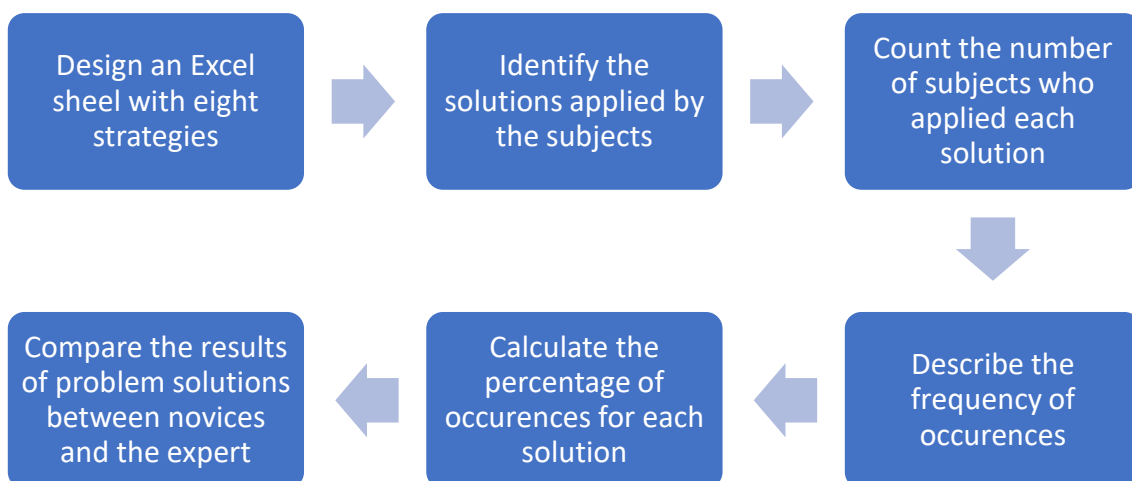 Design an Excel
sheel with eight
strategies
Identify the
solutions applied by
the subjects
Count the number
of subjects who
applied each
solution
Describe the
frequency of
occurences
Calculate the
percentage of
occurences for each
solution
Compare the results
of problem solutions
between novices
and the expert